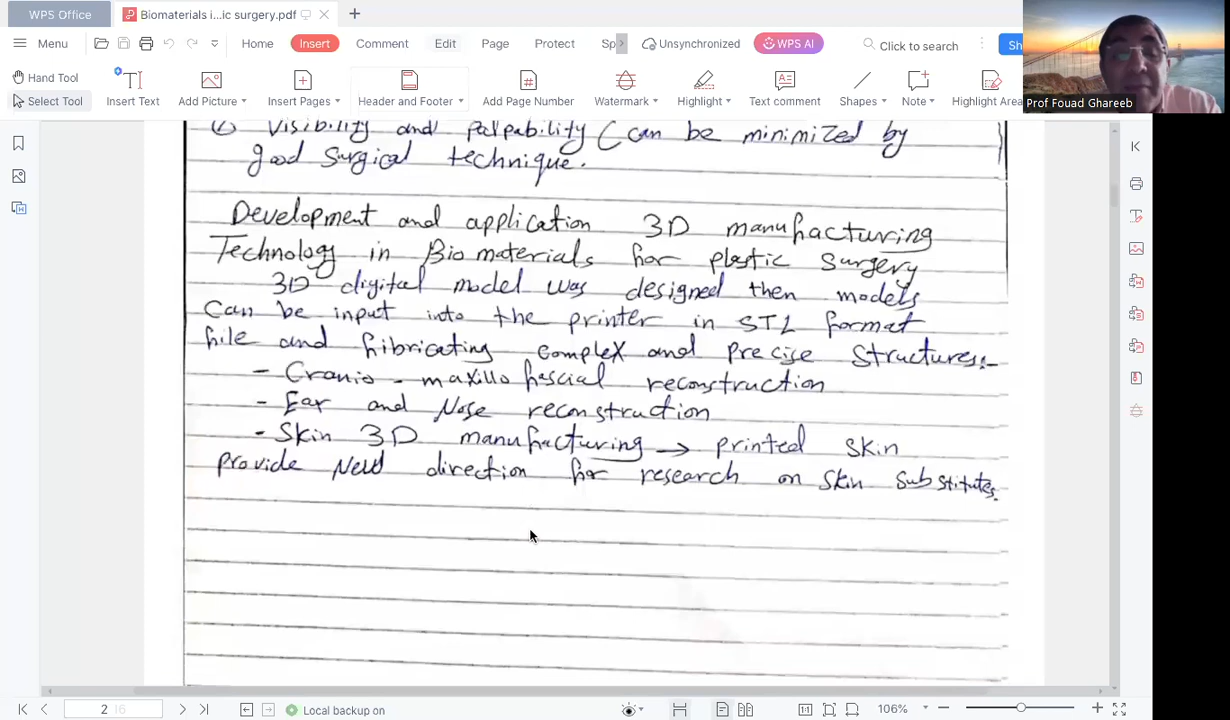 WPS Office
Biomaterials i...ic surgery.pdf
Menu
Home
Insert
Comment
Edit
Page
Protect
Sp
Unsynchronized
WPS AI
Click to search
Sh
Hand Tool
Select Tool
Insert Text
Add Picture
Insert Pages
Header and Footer
Add Page Number
Watermark
Highlight
Text comment
Shapes
Note
Highlight Area
Prof Fouad Ghareeb
Visibility and palpability (can be minimized by
good surgical technique.
Development and application 3D manufacturing
Technology in Biomaterials for plastic surgery
3D digital model was designed then models
Can be input into the printer in STL format
file and fibricating complex and precise structures:-
- Cranio - maxillo fascial reconstruction
- Ear and Nose reconstruction
- Skin 3D manufacturing → printed skin
provide New direction for research on skin substitutes.
2 /6
Local backup on
1:1
106%